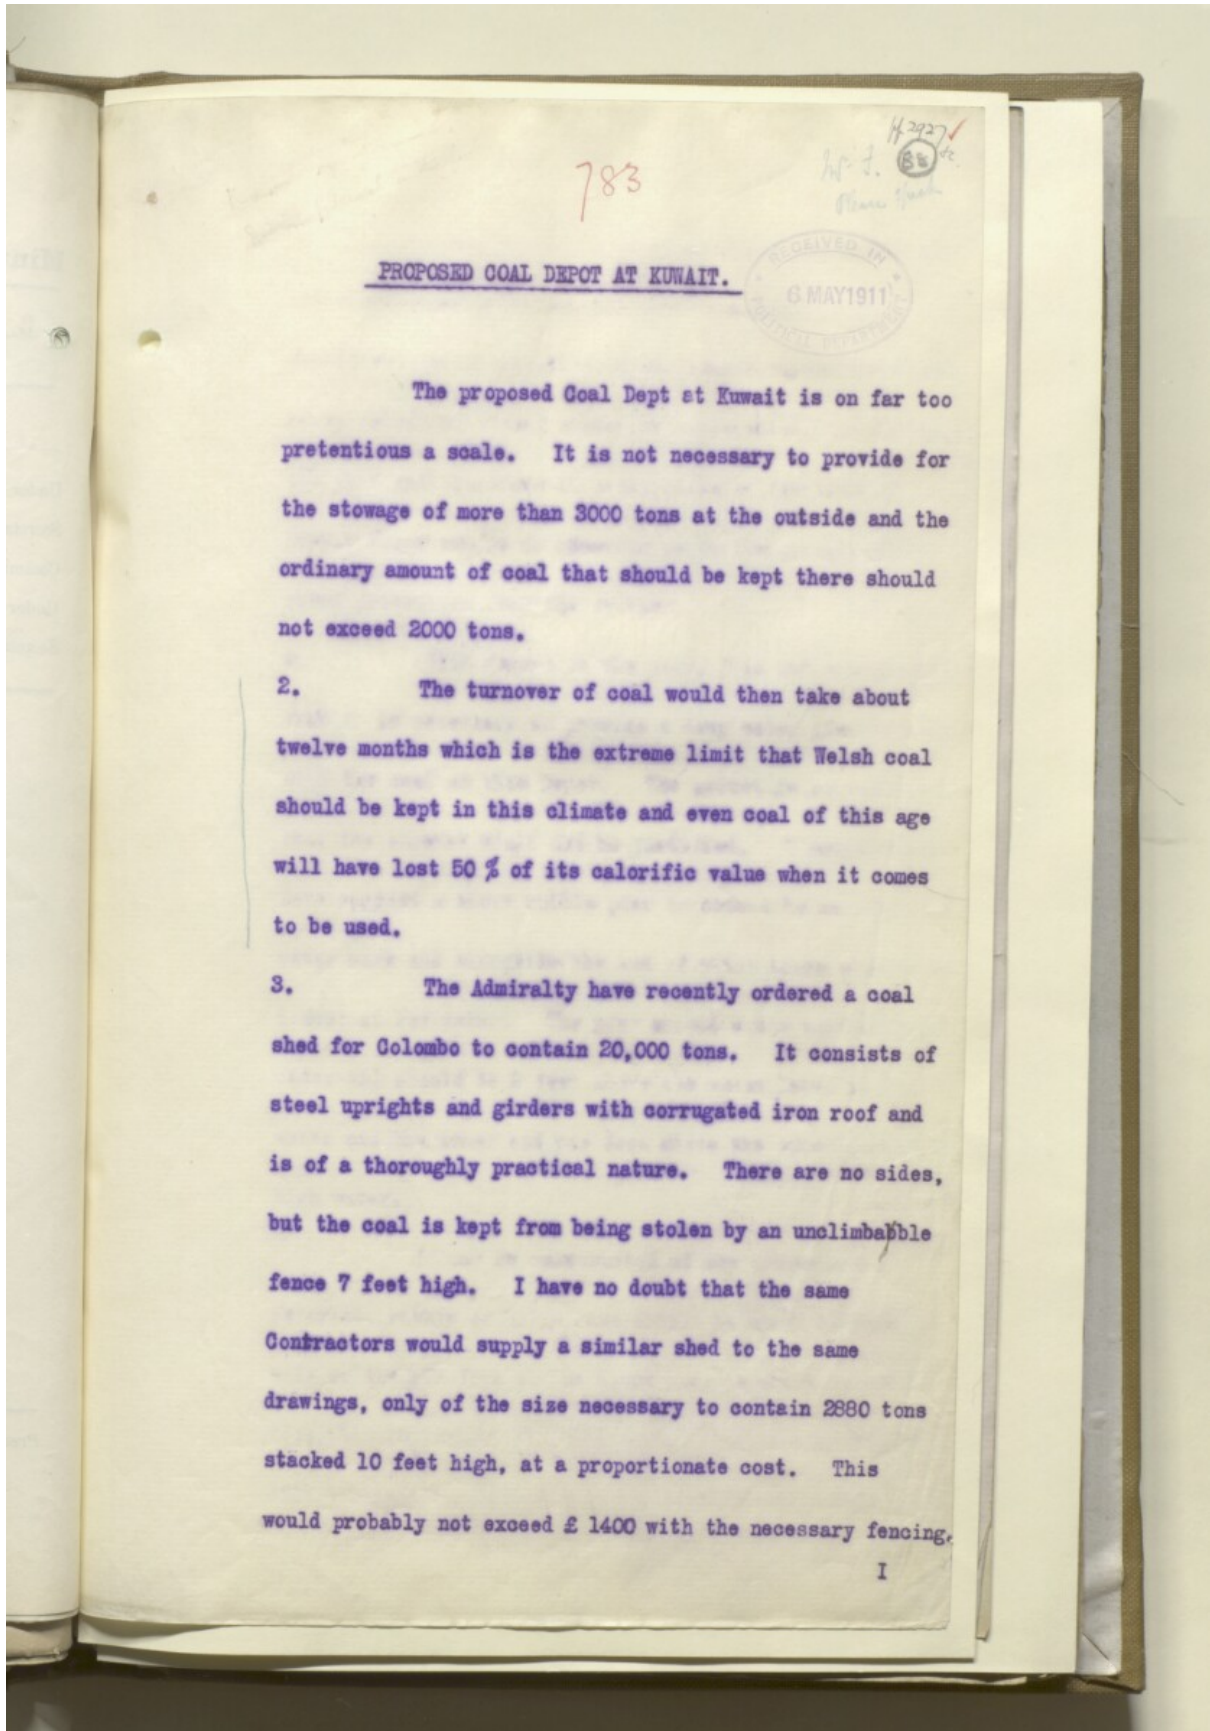 783
PROPOSED COAL DEPOT AT KUWAIT.
RECEIVED IN
6 MAY 1911
POLITICAL DEPARTMENT
The proposed Coal Dept at Kuwait is on far too
pretentious a scale. It is not necessary to provide for
the stowage of more than 3000 tons at the outside and the
ordinary amount of coal that should be kept there should
not exceed 2000 tons.
2. The turnover of coal would then take about
twelve months which is the extreme limit that Welsh coal
should be kept in this climate and even coal of this age
will have lost 50 % of its calorific value when it comes
to be used.
3. The Admiralty have recently ordered a coal
shed for Colombo to contain 20,000 tons. It consists of
steel uprights and girders with corrugated iron roof and
is of a thoroughly practical nature. There are no sides,
but the coal is kept from being stolen by an unclimbabble
fence 7 feet high. I have no doubt that the same
Contractors would supply a similar shed to the same
drawings, only of the size necessary to contain 2880 tons
stacked 10 feet high, at a proportionate cost. This
would probably not exceed £ 1400 with the necessary fencing.
I